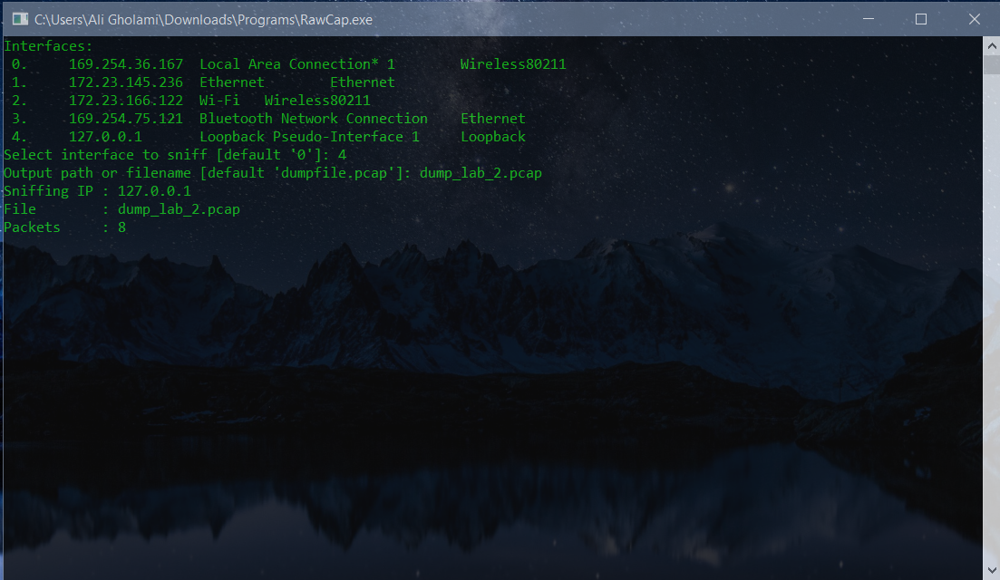 C:\Users\Ali Gholami\Downloads\Programs\RawCap.exe
Interfaces:
0. 169.254.36.167 Local Area Connection* 1 Wireless80211
1. 172.23.145.236 Ethernet Ethernet
2. 172.23.166.122 Wi-Fi Wireless80211
3. 169.254.75.121 Bluetooth Network Connection Ethernet
4. 127.0.0.1 Loopback Pseudo-Interface 1 Loopback
Select interface to sniff [default '0']: 4
Output path or filename [default 'dumpfile.pcap']: dump_lab_2.pcap
Sniffing IP : 127.0.0.1
File : dump_lab_2.pcap
Packets : 8